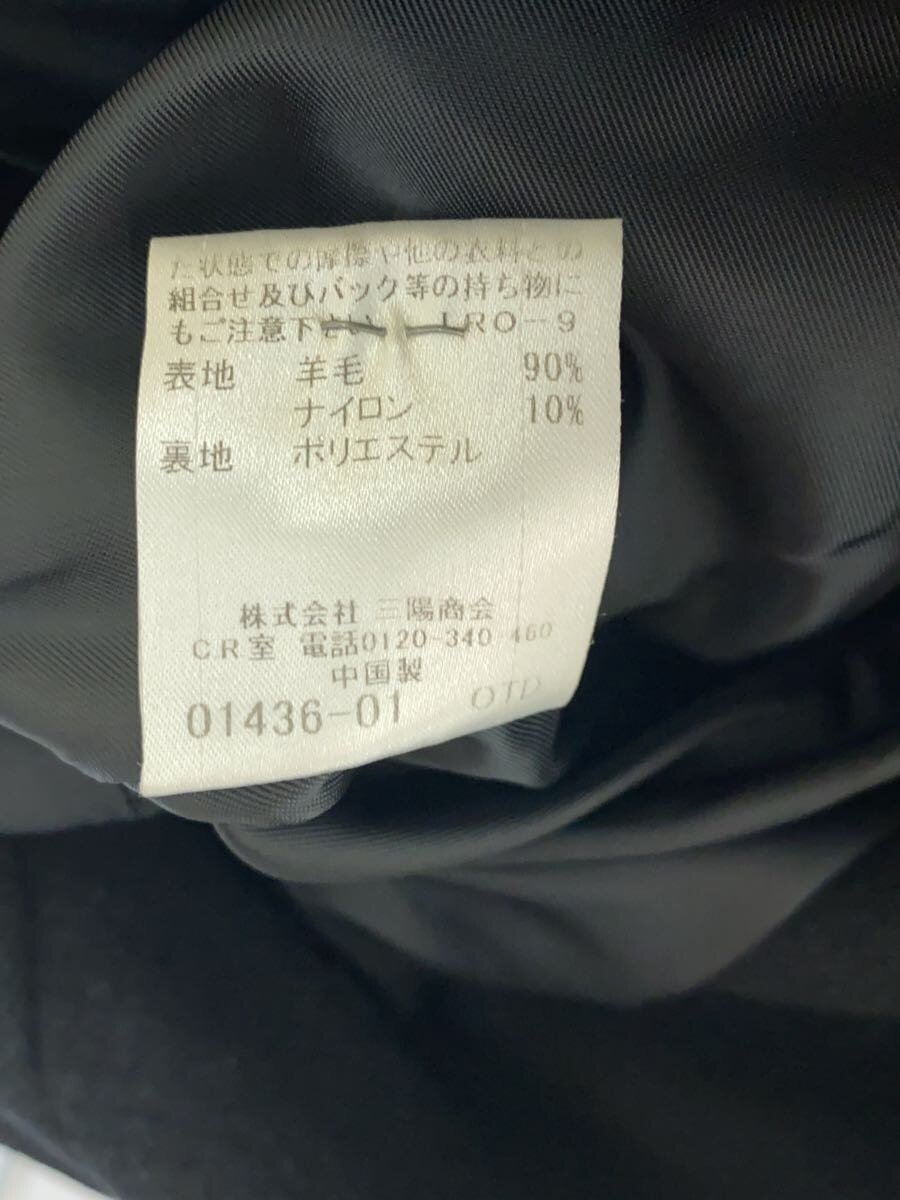 た状態での摩擦や他の衣料との
組合せ及びバック等の持ち物に
もご注意下さい LRO-9
表地 羊毛 90%
ナイロン 10%
裏地 ポリエステル
株式会社 三陽商会
CR室 電話0120-340-460
中国製
01436-01 OTD